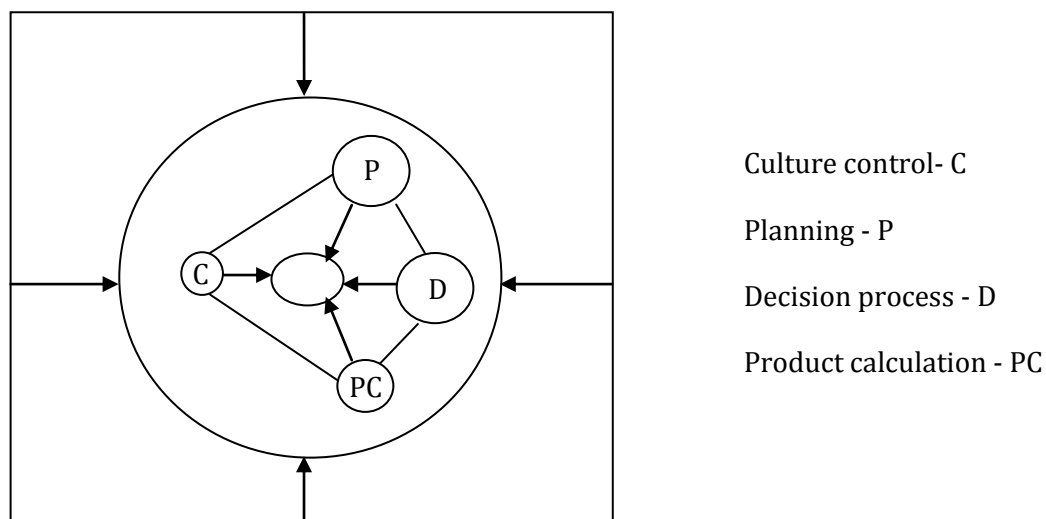 P
C
D
PC
Culture control- C
Planning - P
Decision process - D
Product calculation - PC